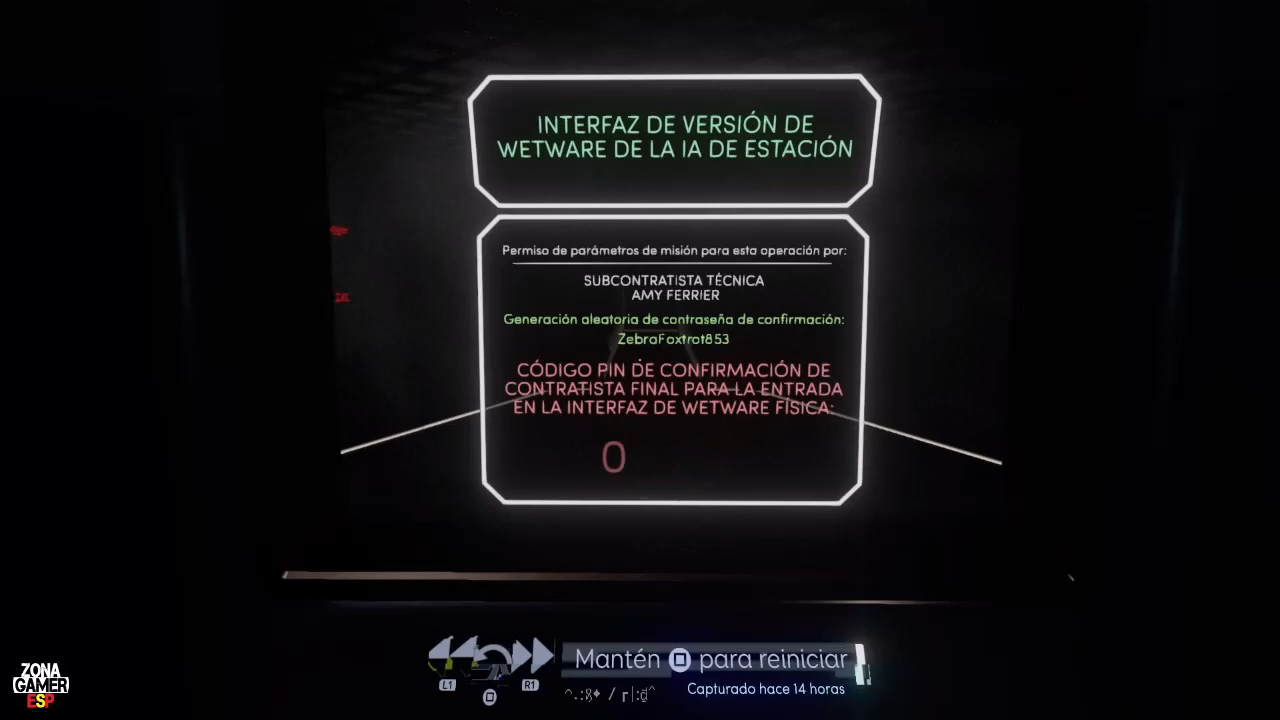 INTERFAZ DE VERSIÓN DE
WETWARE DE LA IA DE ESTACIÓN
Permiso de parámetros de misión para esta operación por:
SUBCONTRATISTA TÉCNICA
AMY FERRIER
Generación aleatoria de contraseña de confirmación:
ZebraFoxtrot853
CÓDIGO PIN DE CONFIRMACIÓN DE
CONTRATISTA FINAL PARA LA ENTRADA
EN LA INTERFAZ DE WETWARE FÍSICA:
0
Mantén para reiniciar
L1
R1
Capturado hace 14 horas
ZONA
GAMER
ESP